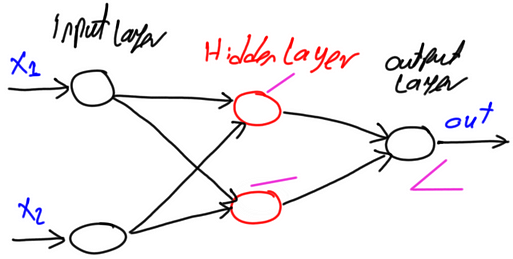 Input Layer
Hidden Layer
output
Layer
X1
out
X2